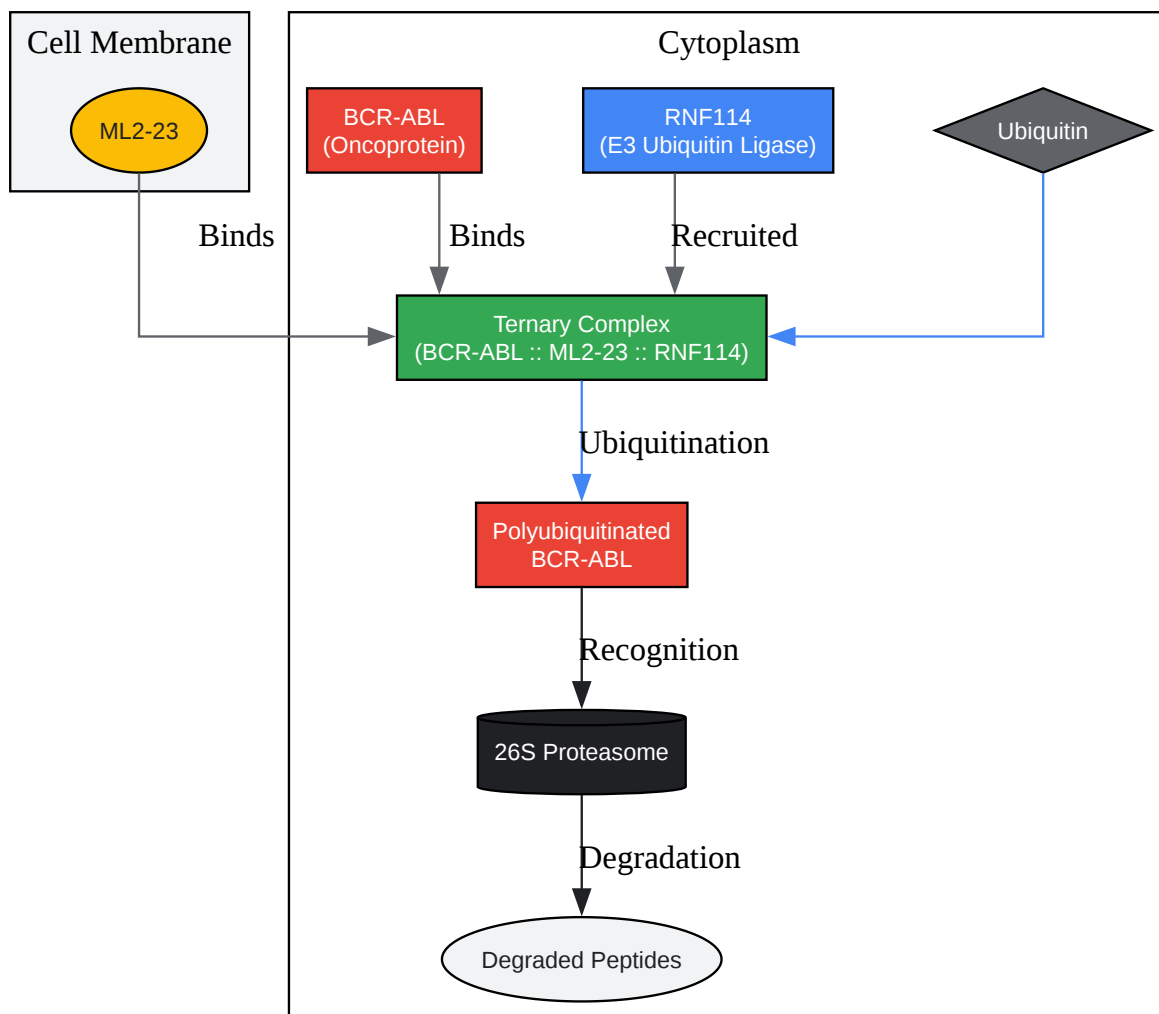 Cell Membrane
Cytoplasm
ML2-23
BCR-ABL
(Oncoprotein)
RNF114
(E3 Ubiquitin Ligase)
Ubiquitin
Binds
Binds
Recruited
Ternary Complex
(BCR-ABL :: ML2-23 :: RNF114)
Ubiquitination
Polyubiquitinated
BCR-ABL
Recognition
26S Proteasome
Degradation
Degraded Peptides